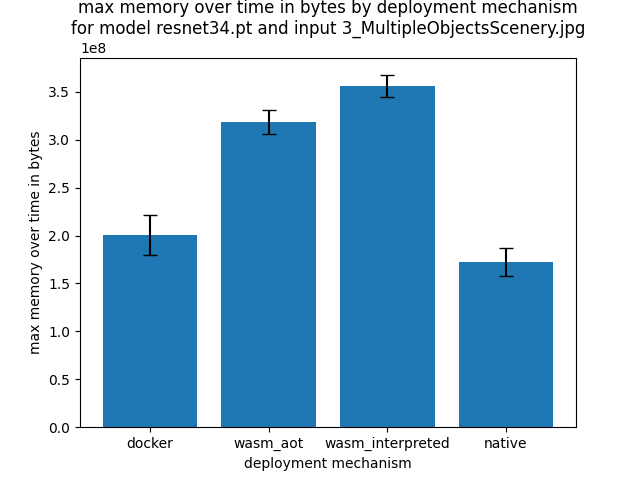 max memory over time in bytes by deployment mechanism
for model resnet34.pt and input 3_MultipleObjectsScenery.jpg
1e8
3.5
3.0
2.5
2.0
1.5
1.0
0.5
0.0
max memory over time in bytes
docker
wasm_aot
wasm_interpreted
native
deployment mechanism